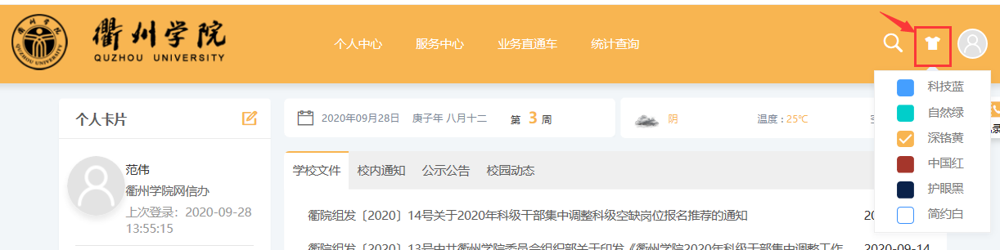 衢州学院
QUZHOU UNIVERSITY
个人中心 服务中心 业务直通车 统计查询
科技蓝
自然绿
深铬黄
中国红
护眼黑
简约白
个人卡片
2020年09月28日 庚子年 八月十二 第 3 周
阴 温度 : 25℃
范伟
衢州学院网信办
上次登录：2020-09-28
13:55:15
学校文件 校内通知 公示公告 校园动态
衢院组发〔2020〕14号关于2020年科级干部集中调整科级空缺岗位报名推荐的通知
衢院组发〔2020〕13号中共衢州学院委员会组织部关于印发《衢州学院2020年科级干部集中调整工作 2020-09-14